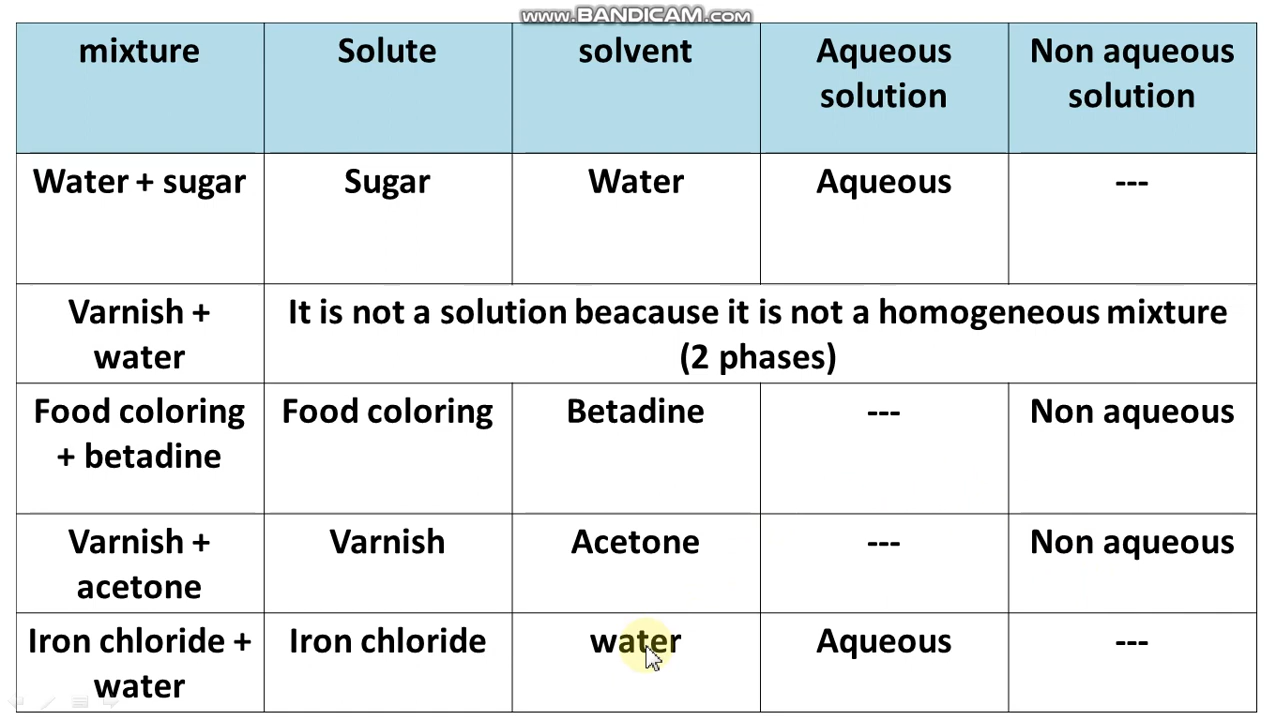 www.BANDICAM.com
mixture
Solute
solvent
Aqueous
solution
Non aqueous
solution
Water + sugar
Sugar
Water
Aqueous
---
Varnish +
water
It is not a solution beacause it is not a homogeneous mixture
(2 phases)
Food coloring
+ betadine
Food coloring
Betadine
---
Non aqueous
Varnish +
acetone
Varnish
Acetone
---
Non aqueous
Iron chloride +
water
Iron chloride
water
Aqueous
---